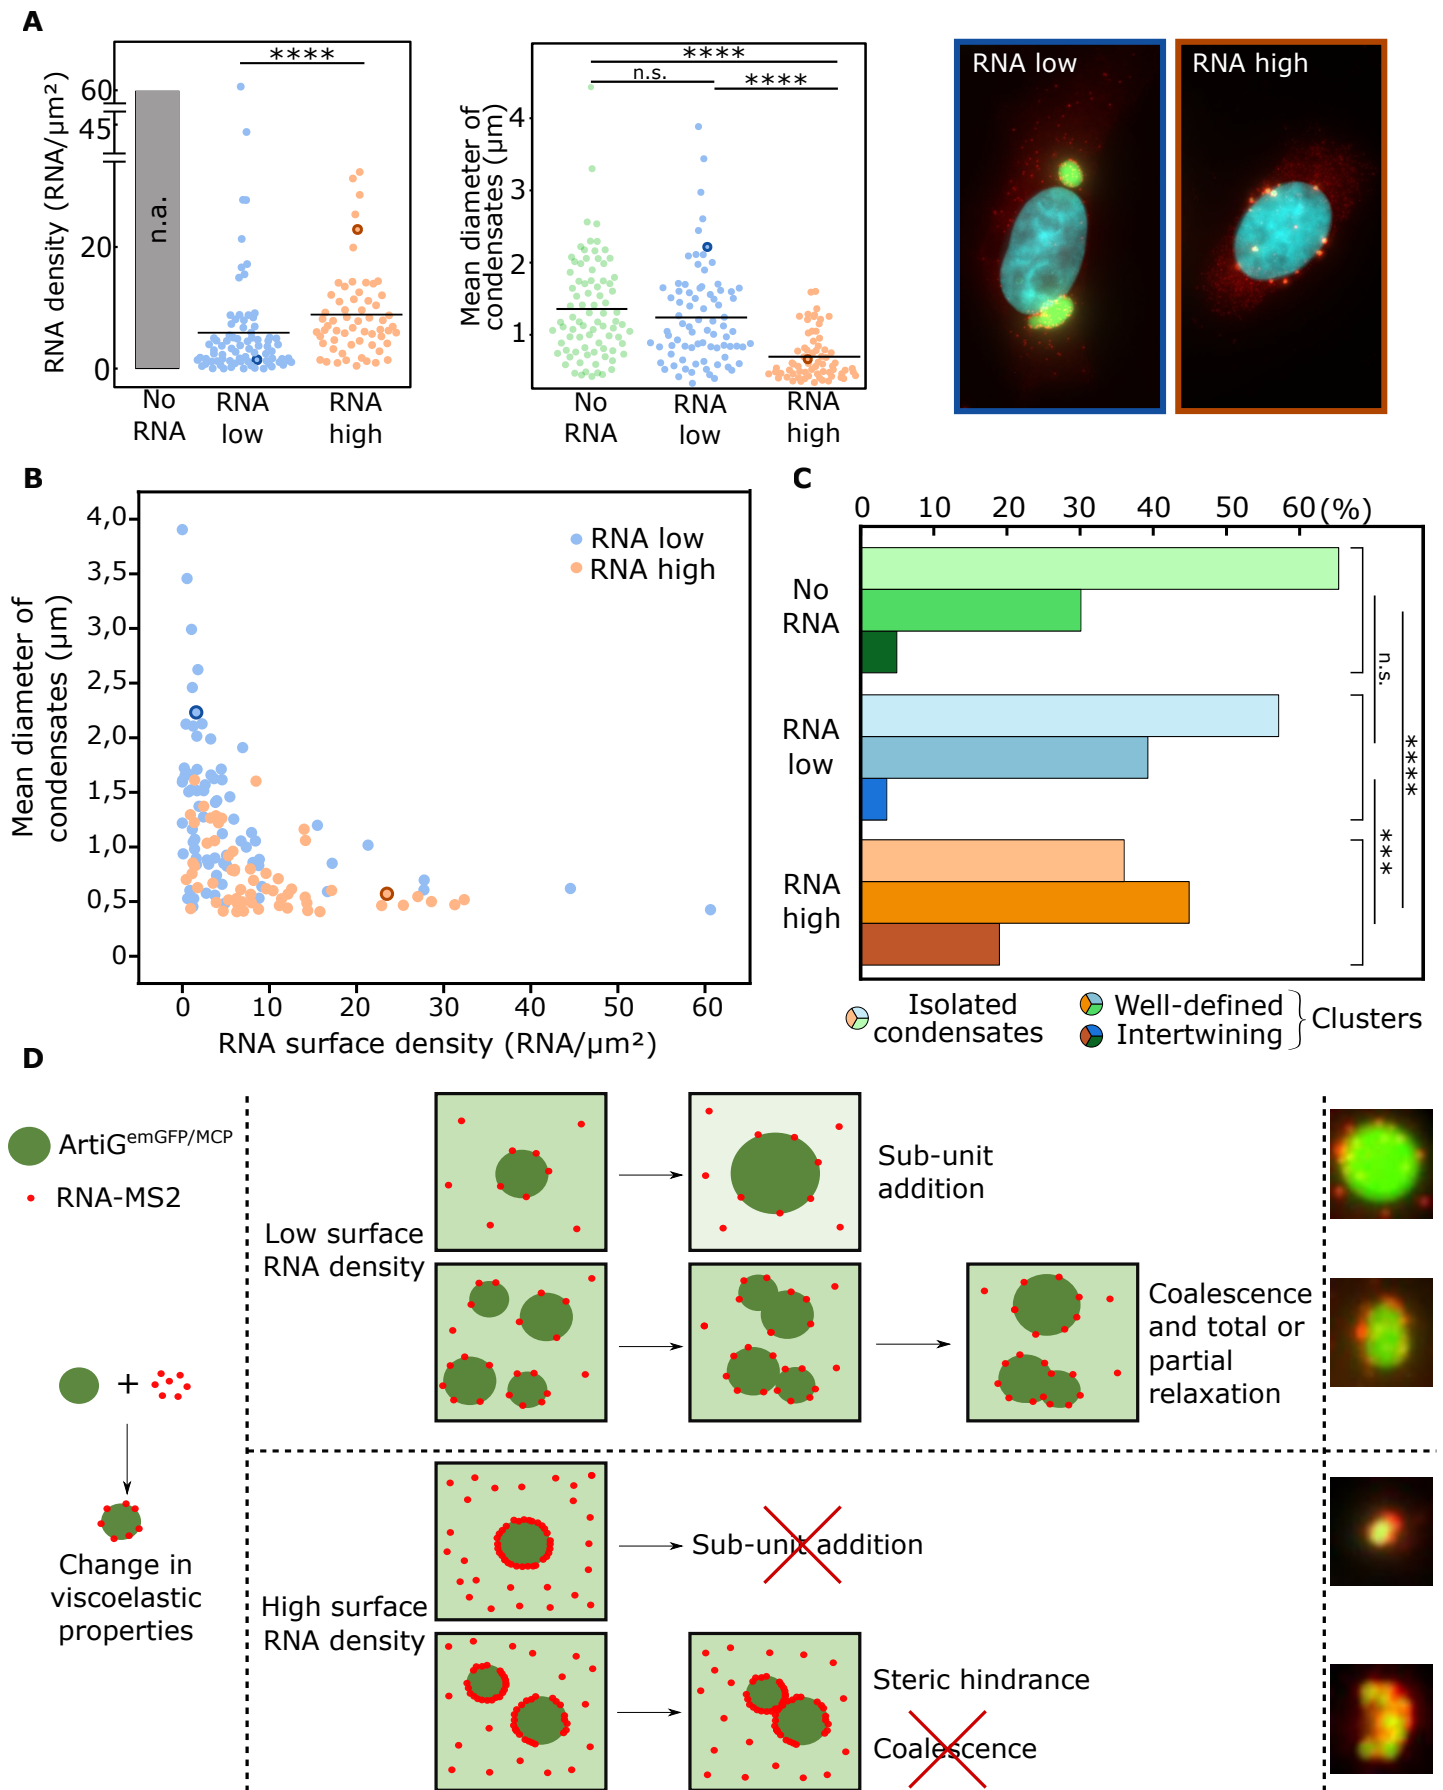 A
RNA density (RNA/µm²)
60
45
20
0
n.a.
****
No
RNA
RNA
low
RNA
high
Mean diameter of
condensates (µm)
4
3
2
1
****
n.s.
****
No
RNA
RNA
low
RNA
high
RNA low
RNA high
B
Mean diameter of
condensates (µm)
4,0
3,5
3,0
2,5
2,0
1,5
1,0
0,5
0
RNA low
RNA high
0 10 20 30 40 50 60
RNA surface density (RNA/µm²)
C
0 10 20 30 40 50 60 (%)
No
RNA
RNA
low
RNA
high
n.s.
****
***
Isolated
condensates
Well-defined
Intertwining
Clusters
D
ArtiG^emGFP/MCP
RNA-MS2
+
Change in
viscoelastic
properties
Low surface
RNA density
Sub-unit
addition
Coalescence
and total or
partial
relaxation
High surface
RNA density
Sub-unit addition
Steric hindrance
Coalescence